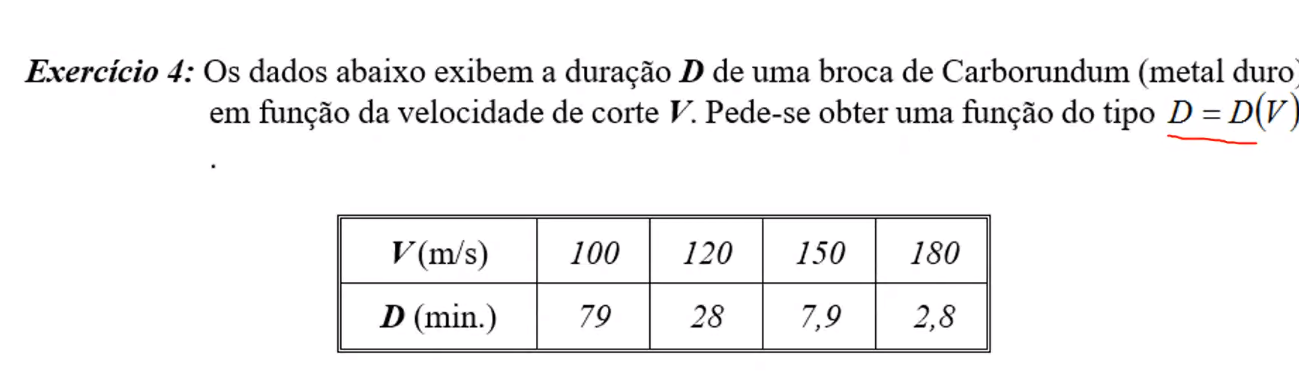 Exercício 4: Os dados abaixo exibem a duração D de uma broca de Carborundum (metal duro)
em função da velocidade de corte V. Pede-se obter uma função do tipo D = D(V)
.
V (m/s) 100 120 150 180
D (min.) 79 28 7,9 2,8